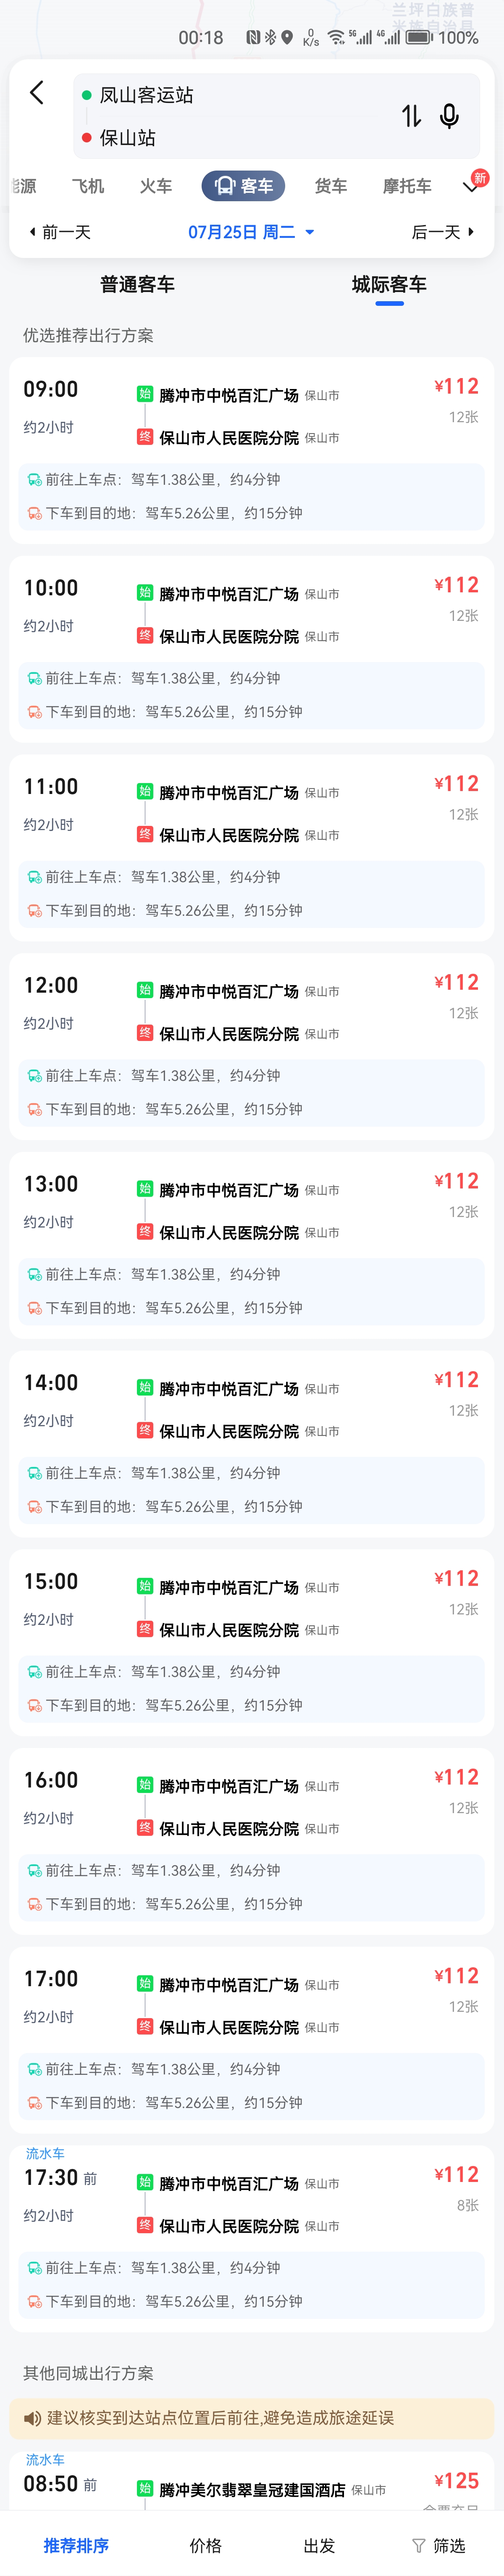 兰坪白族普
米族自治县
00:18 0 K/s 5G 4G 100%
凤山客运站
保山站
能源 飞机 火车 客车 货车 摩托车 新
前一天 07月25日 周二 后一天
普通客车 城际客车
优选推荐出行方案
09:00 始 腾冲市中悦百汇广场 保山市 ¥112
约2小时 12张
终 保山市人民医院分院 保山市
前往上车点：驾车1.38公里，约4分钟
下车到目的地：驾车5.26公里，约15分钟
10:00 始 腾冲市中悦百汇广场 保山市 ¥112
约2小时 12张
终 保山市人民医院分院 保山市
前往上车点：驾车1.38公里，约4分钟
下车到目的地：驾车5.26公里，约15分钟
11:00 始 腾冲市中悦百汇广场 保山市 ¥112
约2小时 12张
终 保山市人民医院分院 保山市
前往上车点：驾车1.38公里，约4分钟
下车到目的地：驾车5.26公里，约15分钟
12:00 始 腾冲市中悦百汇广场 保山市 ¥112
约2小时 12张
终 保山市人民医院分院 保山市
前往上车点：驾车1.38公里，约4分钟
下车到目的地：驾车5.26公里，约15分钟
13:00 始 腾冲市中悦百汇广场 保山市 ¥112
约2小时 12张
终 保山市人民医院分院 保山市
前往上车点：驾车1.38公里，约4分钟
下车到目的地：驾车5.26公里，约15分钟
14:00 始 腾冲市中悦百汇广场 保山市 ¥112
约2小时 12张
终 保山市人民医院分院 保山市
前往上车点：驾车1.38公里，约4分钟
下车到目的地：驾车5.26公里，约15分钟
15:00 始 腾冲市中悦百汇广场 保山市 ¥112
约2小时 12张
终 保山市人民医院分院 保山市
前往上车点：驾车1.38公里，约4分钟
下车到目的地：驾车5.26公里，约15分钟
16:00 始 腾冲市中悦百汇广场 保山市 ¥112
约2小时 12张
终 保山市人民医院分院 保山市
前往上车点：驾车1.38公里，约4分钟
下车到目的地：驾车5.26公里，约15分钟
17:00 始 腾冲市中悦百汇广场 保山市 ¥112
约2小时 12张
终 保山市人民医院分院 保山市
前往上车点：驾车1.38公里，约4分钟
下车到目的地：驾车5.26公里，约15分钟
流水车
17:30 前 始 腾冲市中悦百汇广场 保山市 ¥112
约2小时 8张
终 保山市人民医院分院 保山市
前往上车点：驾车1.38公里，约4分钟
下车到目的地：驾车5.26公里，约15分钟
其他同城出行方案
建议核实到达站点位置后前往,避免造成旅途延误
流水车
08:50 前 始 腾冲美尔翡翠皇冠建国酒店 保山市 ¥125
推荐排序 价格 出发 筛选